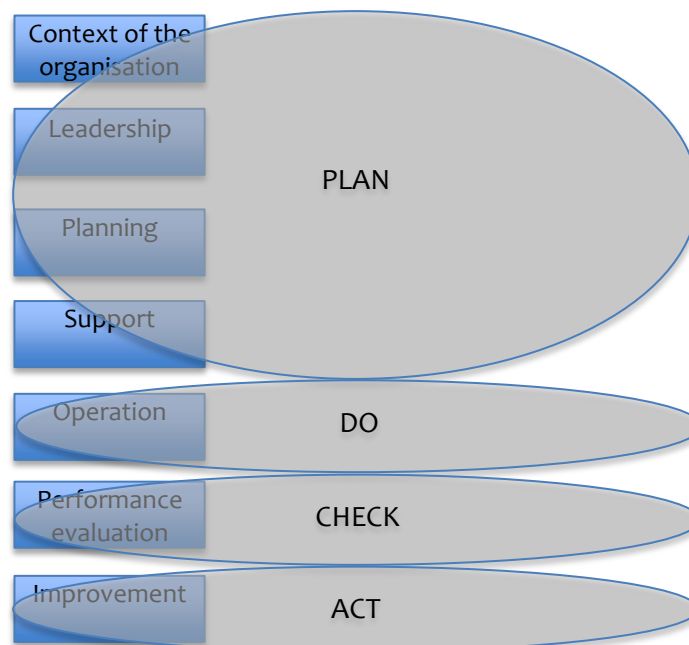 Context of the
organisation
Leadership
PLAN
Planning
Support
Operation
DO
Performance
evaluation
CHECK
Improvement
ACT